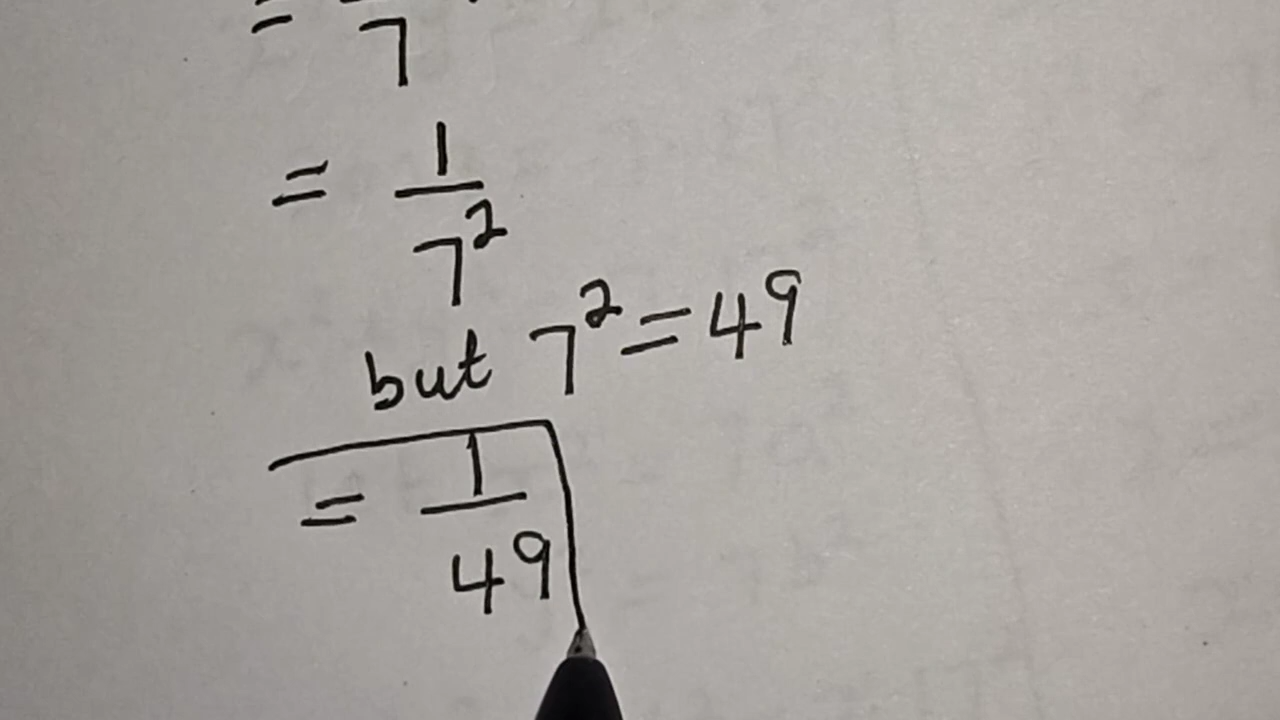 = 7
= 1/7²
but 7² = 49
= 1/49